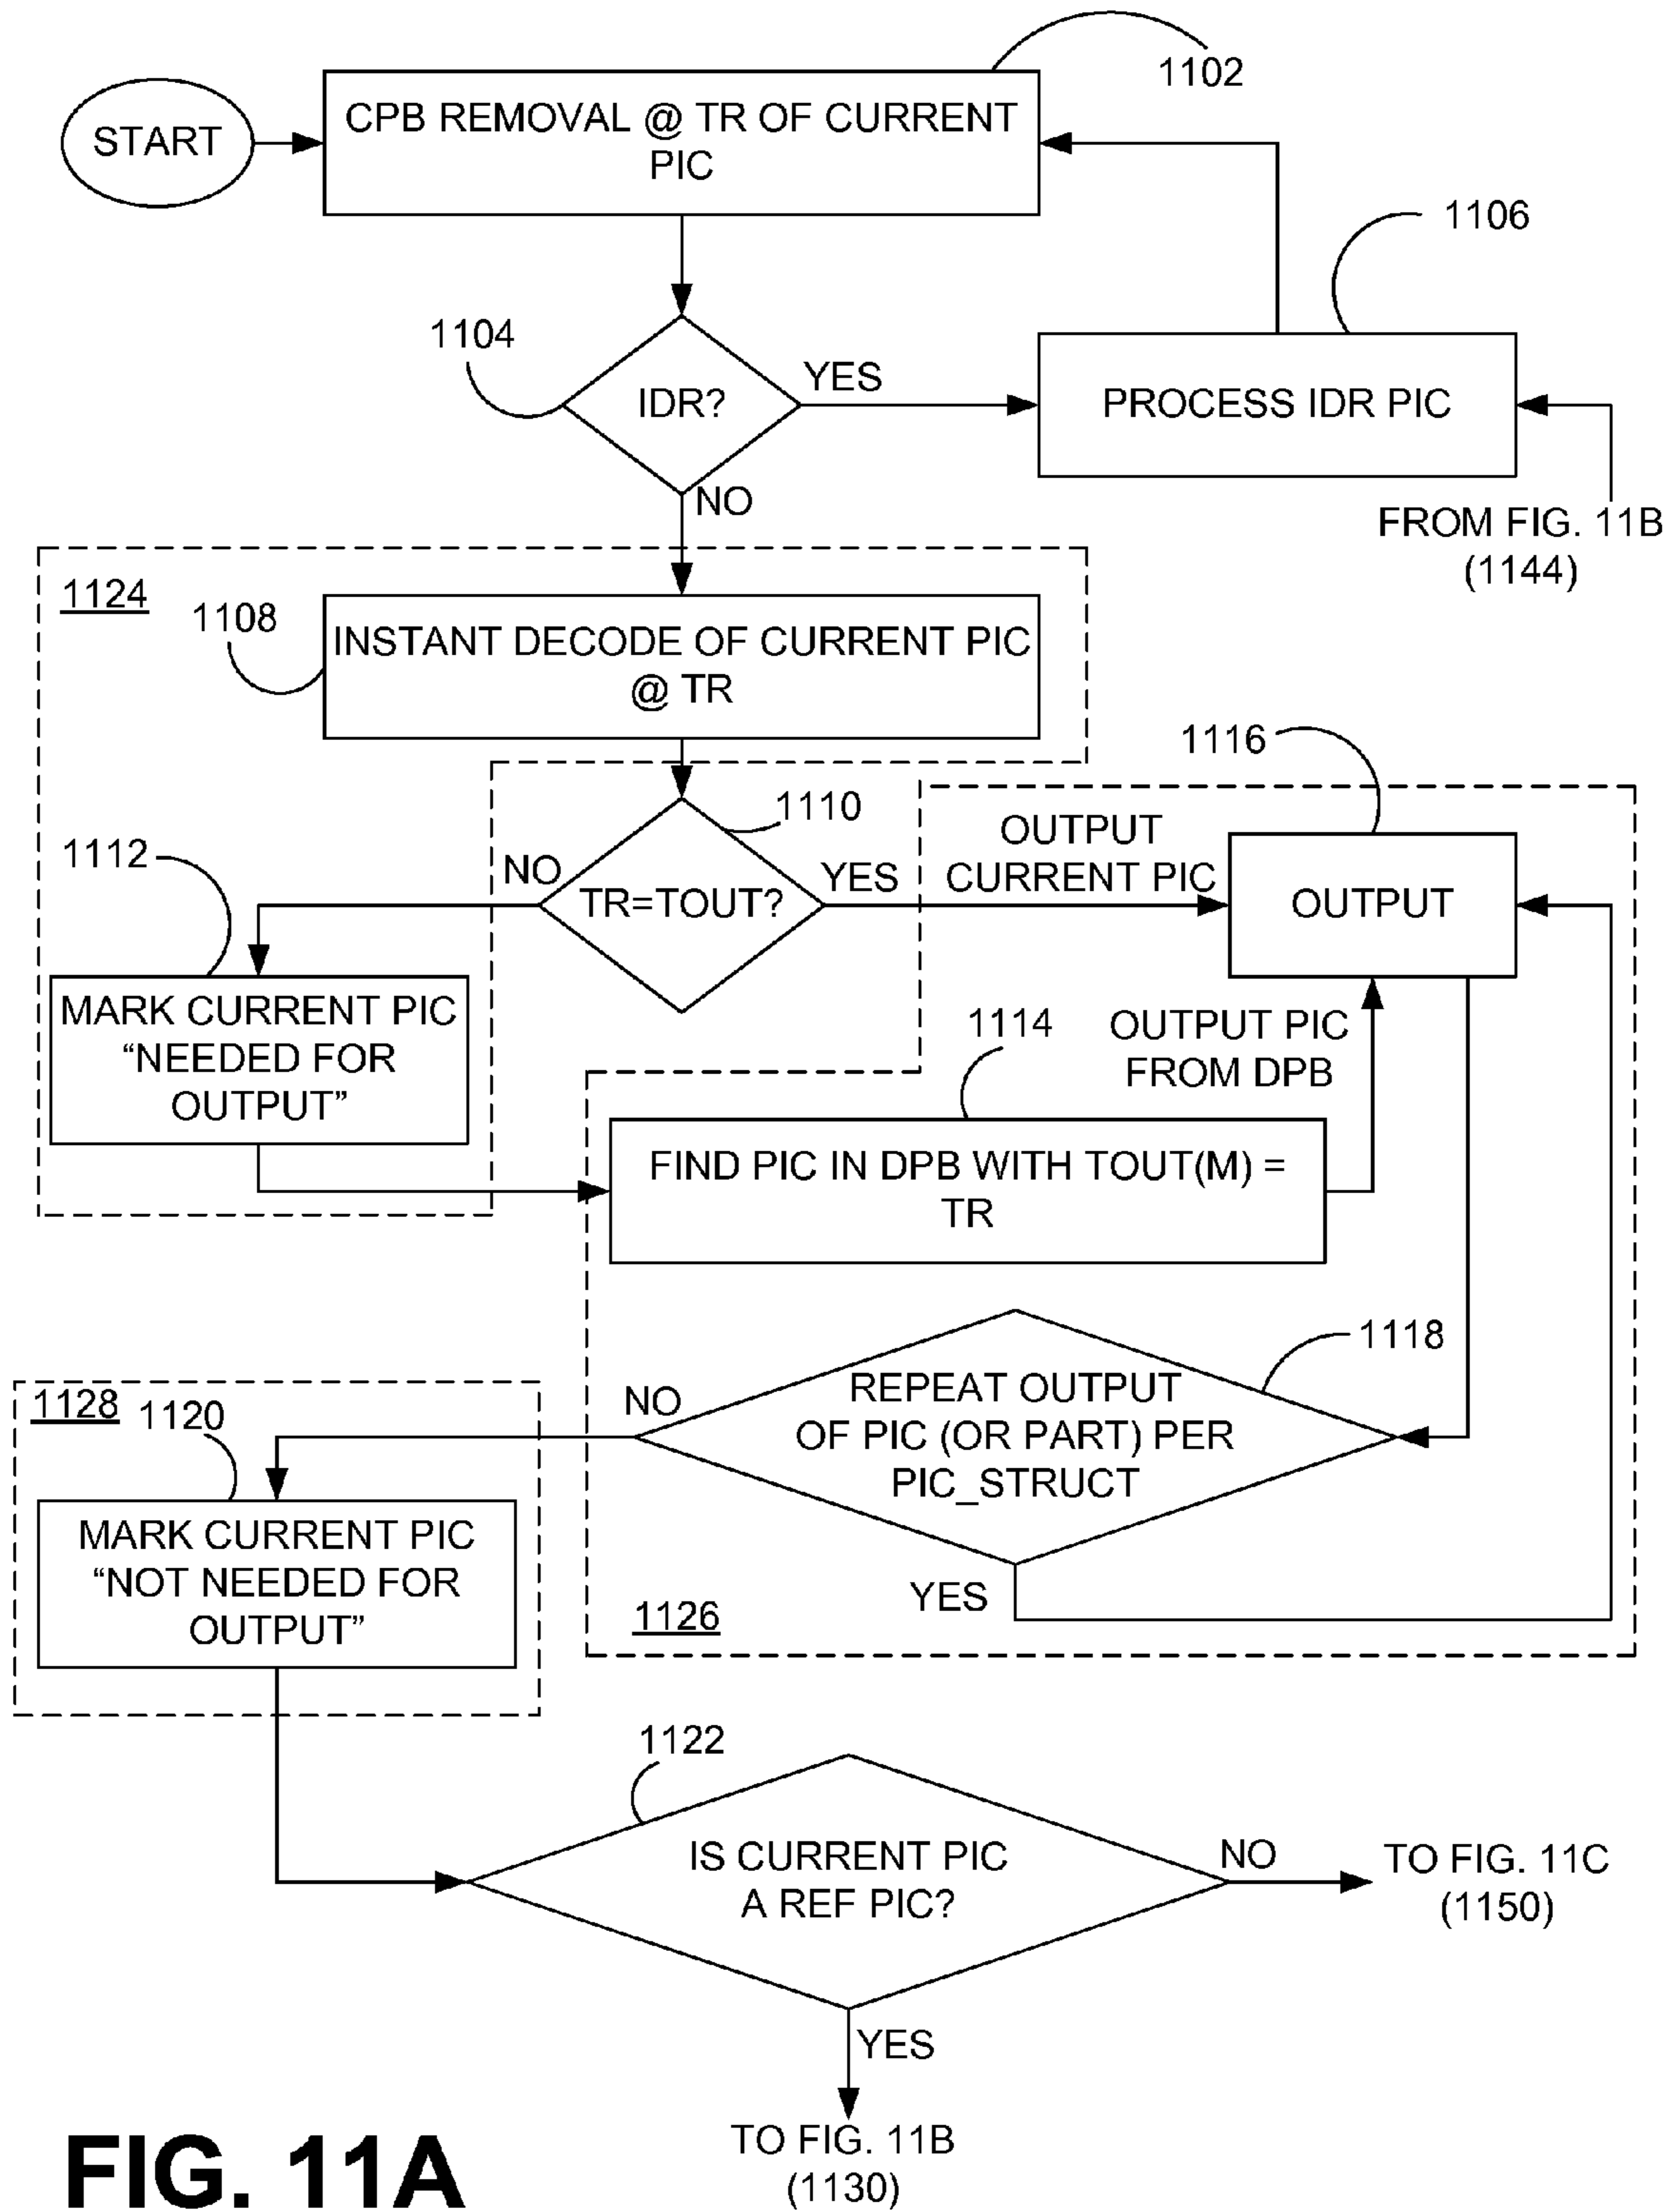 1102
START
CPB REMOVAL @ TR OF CURRENT
PIC
1106
1104
IDR?
YES
PROCESS IDR PIC
NO
FROM FIG. 11B
(1144)
1124
1108
INSTANT DECODE OF CURRENT PIC
@ TR
1116
1110
1112
NO
TR=TOUT?
YES
OUTPUT
CURRENT PIC
OUTPUT
MARK CURRENT PIC
“NEEDED FOR
OUTPUT”
1114
OUTPUT PIC
FROM DPB
FIND PIC IN DPB WITH TOUT(M) =
TR
1118
REPEAT OUTPUT
OF PIC (OR PART) PER
PIC_STRUCT
NO
1128
1120
MARK CURRENT PIC
“NOT NEEDED FOR
OUTPUT”
YES
1126
1122
IS CURRENT PIC
A REF PIC?
NO
TO FIG. 11C
(1150)
YES
TO FIG. 11B
(1130)
FIG. 11A